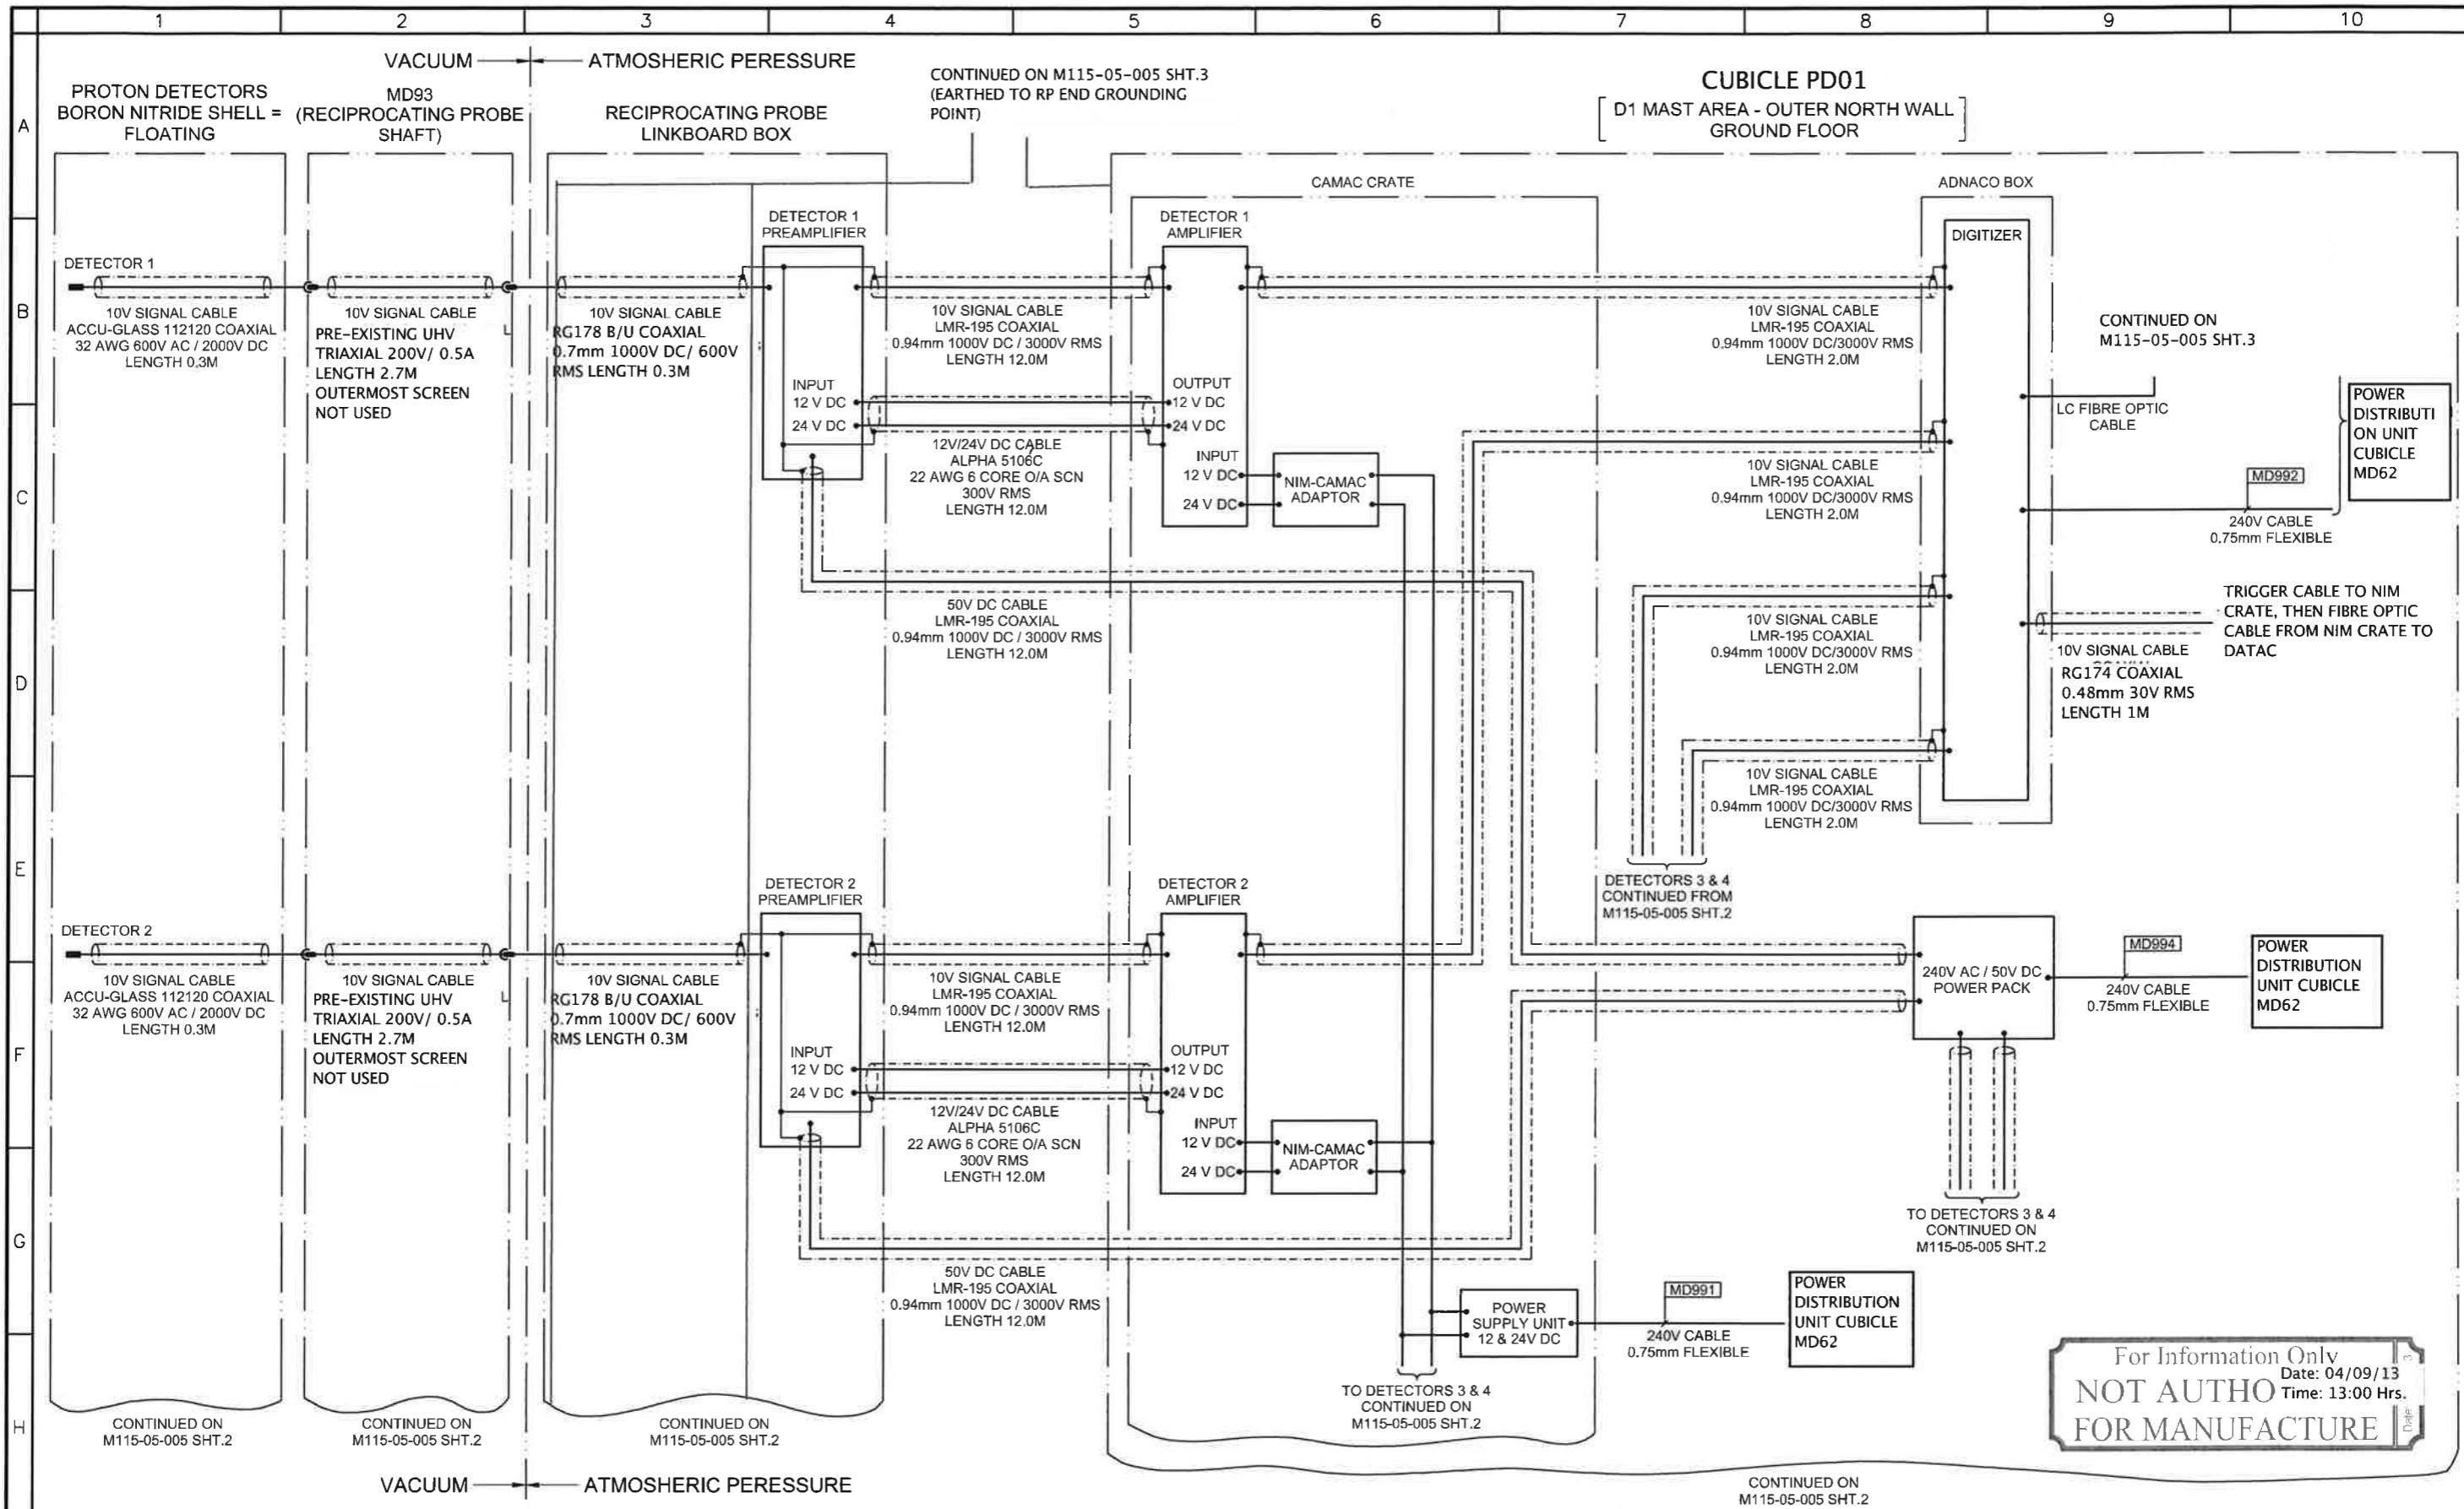 1 2 3 4 5 6 7 8 9 10
A
B
C
D
E
F
G
H
VACUUM
ATMOSHERIC PERESSURE
PROTON DETECTORS
BORON NITRIDE SHELL =
FLOATING
MD93
(RECIPROCATING PROBE
SHAFT)
RECIPROCATING PROBE
LINKBOARD BOX
CONTINUED ON M115-05-005 SHT.3
(EARTHED TO RP END GROUNDING
POINT)
CUBICLE PD01
D1 MAST AREA - OUTER NORTH WALL
GROUND FLOOR
CAMAC CRATE
ADNACO BOX
DETECTOR 1
10V SIGNAL CABLE
ACCU-GLASS 112120 COAXIAL
32 AWG 600V AC / 2000V DC
LENGTH 0.3M
10V SIGNAL CABLE
PRE-EXISTING UHV
TRIAXIAL 200V/ 0.5A
LENGTH 2.7M
OUTERMOST SCREEN
NOT USED
10V SIGNAL CABLE
RG178 B/U COAXIAL
0.7mm 1000V DC/ 600V
RMS LENGTH 0.3M
DETECTOR 1
PREAMPLIFIER
INPUT
12 V DC
24 V DC
10V SIGNAL CABLE
LMR-195 COAXIAL
0.94mm 1000V DC / 3000V RMS
LENGTH 12.0M
12V/24V DC CABLE
ALPHA 5106C
22 AWG 6 CORE O/A SCN
300V RMS
LENGTH 12.0M
50V DC CABLE
LMR-195 COAXIAL
0.94mm 1000V DC / 3000V RMS
LENGTH 12.0M
DETECTOR 1
AMPLIFIER
OUTPUT
12 V DC
24 V DC
INPUT
12 V DC
24 V DC
NIM-CAMAC
ADAPTOR
10V SIGNAL CABLE
LMR-195 COAXIAL
0.94mm 1000V DC/3000V RMS
LENGTH 2.0M
10V SIGNAL CABLE
LMR-195 COAXIAL
0.94mm 1000V DC/3000V RMS
LENGTH 2.0M
10V SIGNAL CABLE
LMR-195 COAXIAL
0.94mm 1000V DC/3000V RMS
LENGTH 2.0M
10V SIGNAL CABLE
LMR-195 COAXIAL
0.94mm 1000V DC/3000V RMS
LENGTH 2.0M
DIGITIZER
CONTINUED ON
M115-05-005 SHT.3
LC FIBRE OPTIC
CABLE
POWER
DISTRIBUTI
ON UNIT
CUBICLE
MD62
MD992
240V CABLE
0.75mm FLEXIBLE
TRIGGER CABLE TO NIM
CRATE, THEN FIBRE OPTIC
CABLE FROM NIM CRATE TO
DATAC
10V SIGNAL CABLE
RG174 COAXIAL
0.48mm 30V RMS
LENGTH 1M
DETECTORS 3 & 4
CONTINUED FROM
M115-05-005 SHT.2
DETECTOR 2
10V SIGNAL CABLE
ACCU-GLASS 112120 COAXIAL
32 AWG 600V AC / 2000V DC
LENGTH 0.3M
10V SIGNAL CABLE
PRE-EXISTING UHV
TRIAXIAL 200V/ 0.5A
LENGTH 2.7M
OUTERMOST SCREEN
NOT USED
10V SIGNAL CABLE
RG178 B/U COAXIAL
0.7mm 1000V DC/ 600V
RMS LENGTH 0.3M
DETECTOR 2
PREAMPLIFIER
INPUT
12 V DC
24 V DC
10V SIGNAL CABLE
LMR-195 COAXIAL
0.94mm 1000V DC / 3000V RMS
LENGTH 12.0M
12V/24V DC CABLE
ALPHA 5106C
22 AWG 6 CORE O/A SCN
300V RMS
LENGTH 12.0M
50V DC CABLE
LMR-195 COAXIAL
0.94mm 1000V DC / 3000V RMS
LENGTH 12.0M
DETECTOR 2
AMPLIFIER
OUTPUT
12 V DC
24 V DC
INPUT
12 V DC
24 V DC
NIM-CAMAC
ADAPTOR
240V AC / 50V DC
POWER PACK
MD994
240V CABLE
0.75mm FLEXIBLE
POWER
DISTRIBUTION
UNIT CUBICLE
MD62
TO DETECTORS 3 & 4
CONTINUED ON
M115-05-005 SHT.2
POWER
SUPPLY UNIT
12 & 24V DC
MD991
240V CABLE
0.75mm FLEXIBLE
POWER
DISTRIBUTION
UNIT CUBICLE
MD62
TO DETECTORS 3 & 4
CONTINUED ON
M115-05-005 SHT.2
For Information Only
Date: 04/09/13
NOT AUTHO Time: 13:00 Hrs.
FOR MANUFACTURE
CONTINUED ON
M115-05-005 SHT.2
CONTINUED ON
M115-05-005 SHT.2
CONTINUED ON
M115-05-005 SHT.2
CONTINUED ON
M115-05-005 SHT.2
VACUUM
ATMOSHERIC PERESSURE